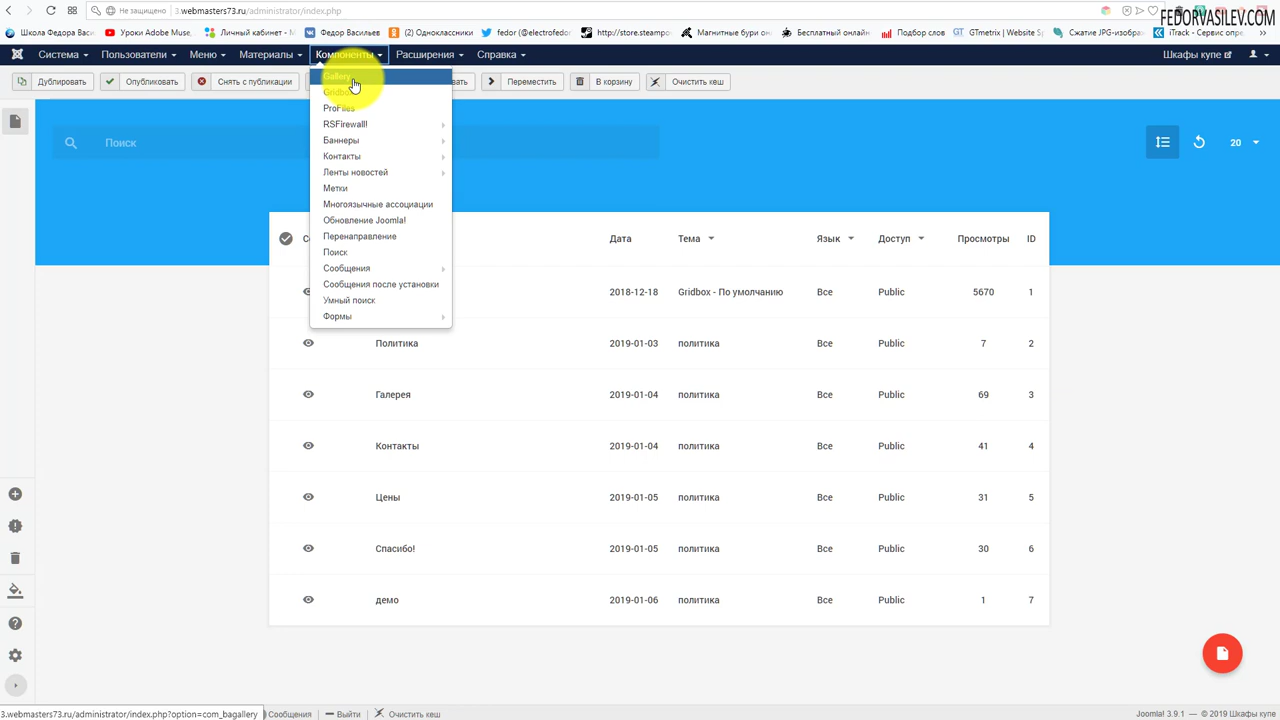 Не защищено 3.webmasters73.ru/administrator/index.php
FEDORVASILEV.COM
Школа Федора Васи. Уроки Adobe Muse, Личный кабинет - М ВК Федор Васильев (2) Одноклассники fedor (@electrofedor http://store.steampo Магнитные бури он Бесплатный онлайн Подбор слов GTmetrix | Website S Сжатие JPG-изображ iTrack - Сервис опре.
Система Пользователи Меню Материалы Компоненты Расширения Справка Шкафы купе
Дублировать Опубликовать Снять с публикации Переместить В корзину Очистить кеш
Gallery
Gridbox
ProFiles
RSFirewall!
Баннеры
Контакты
Ленты новостей
Метки
Многоязычные ассоциации
Обновление Joomla!
Перенаправление
Поиск
Сообщения
Сообщения после установки
Умный поиск
Формы
Поиск 20
Дата Тема Язык Доступ Просмотры ID
2018-12-18 Gridbox - По умолчанию Все Public 5670 1
Политика 2019-01-03 политика Все Public 7 2
Галерея 2019-01-04 политика Все Public 69 3
Контакты 2019-01-04 политика Все Public 41 4
Цены 2019-01-05 политика Все Public 31 5
Спасибо! 2019-01-05 политика Все Public 30 6
демо 2019-01-06 политика Все Public 1 7
3.webmasters73.ru/administrator/index.php?option=com_bagallery Сообщения Выйти Очистить кеш Joomla! 3.9.1 — © 2019 Шкафы купе